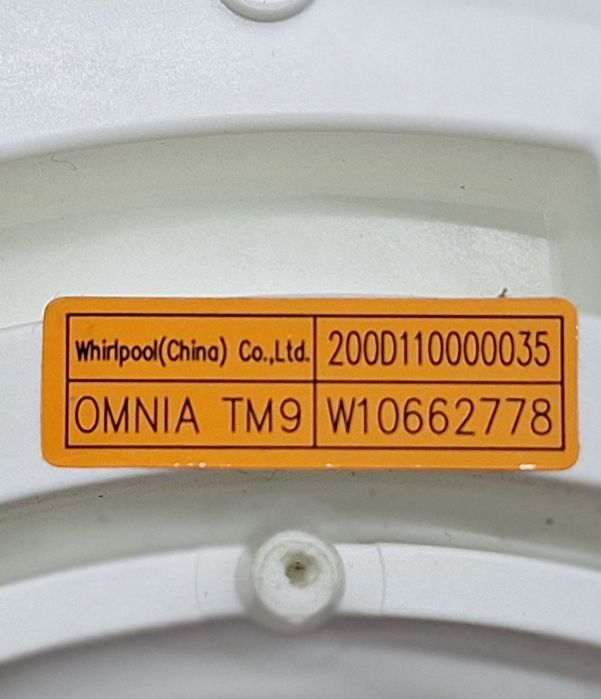 Whirlpool(China) Co.,Ltd. 200D110000035
OMNIA TM9 W10662778